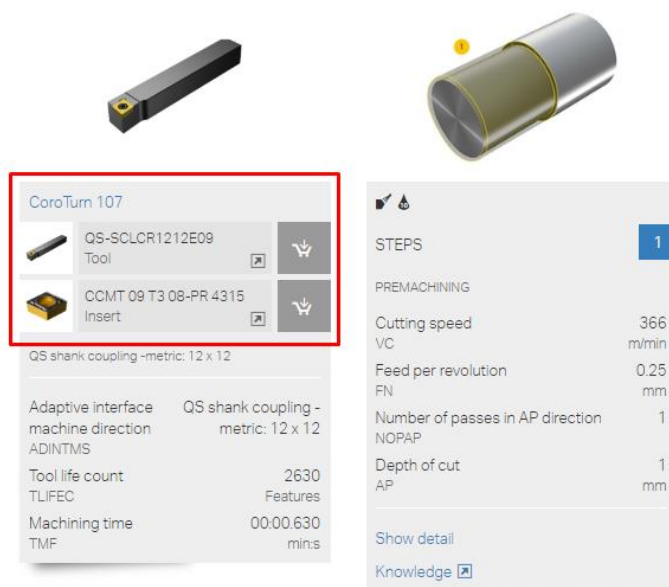 1
CoroTurn 107
QS-SCLCR1212E09
Tool
CCMT 09 T3 08-PR 4315
Insert
QS shank coupling -metric: 12 x 12
Adaptive interface machine direction
ADINTMS
QS shank coupling -
metric: 12 x 12
Tool life count 2630
TLIFEC Features
Machining time 00:00.630
TMF min:s
STEPS 1
PREMACHINING
Cutting speed 366
VC m/min
Feed per revolution 0.25
FN mm
Number of passes in AP direction 1
NOPAP
Depth of cut 1
AP mm
Show detail
Knowledge